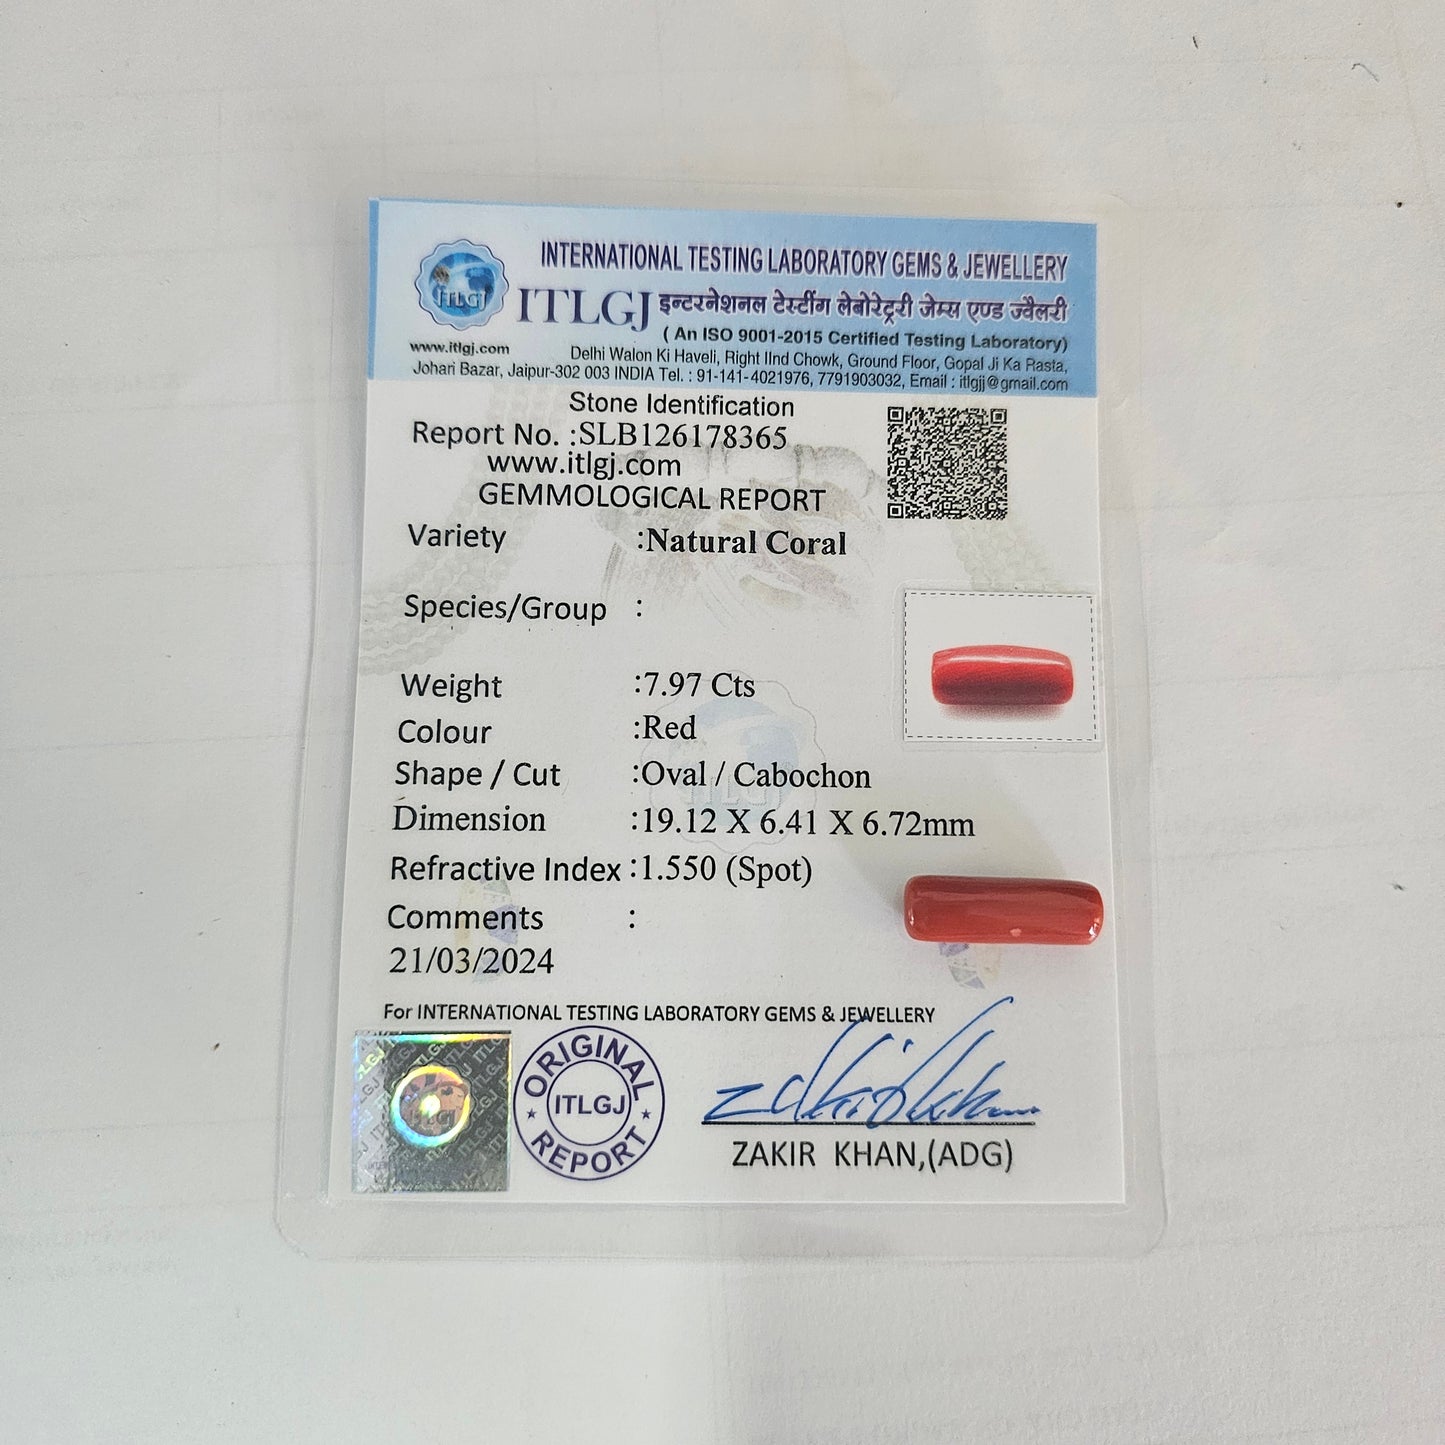 INTERNATIONAL TESTING LABORATORY GEMS & JEWELLERY
ITLGJ
ITLGJ इन्टरनेशनल टेस्टींग लेबोरेट्ररी जेम्स एण्ड ज्वैलरी
( An ISO 9001-2015 Certified Testing Laboratory)
www.itlgj.com Delhi Walon Ki Haveli, Right IInd Chowk, Ground Floor, Gopal Ji Ka Rasta,
Johari Bazar, Jaipur-302 003 INDIA Tel. : 91-141-4021976, 7791903032, Email : itlgjj@gmail.com
Stone Identification
Report No. :SLB126178365
www.itlgj.com
GEMMOLOGICAL REPORT
Variety :Natural Coral
Species/Group :
Weight :7.97 Cts
Colour :Red
Shape / Cut :Oval / Cabochon
Dimension :19.12 X 6.41 X 6.72mm
Refractive Index :1.550 (Spot)
Comments :
21/03/2024
For INTERNATIONAL TESTING LABORATORY GEMS & JEWELLERY
ORIGINAL
ITLGJ
REPORT
ZAKIR KHAN,(ADG)